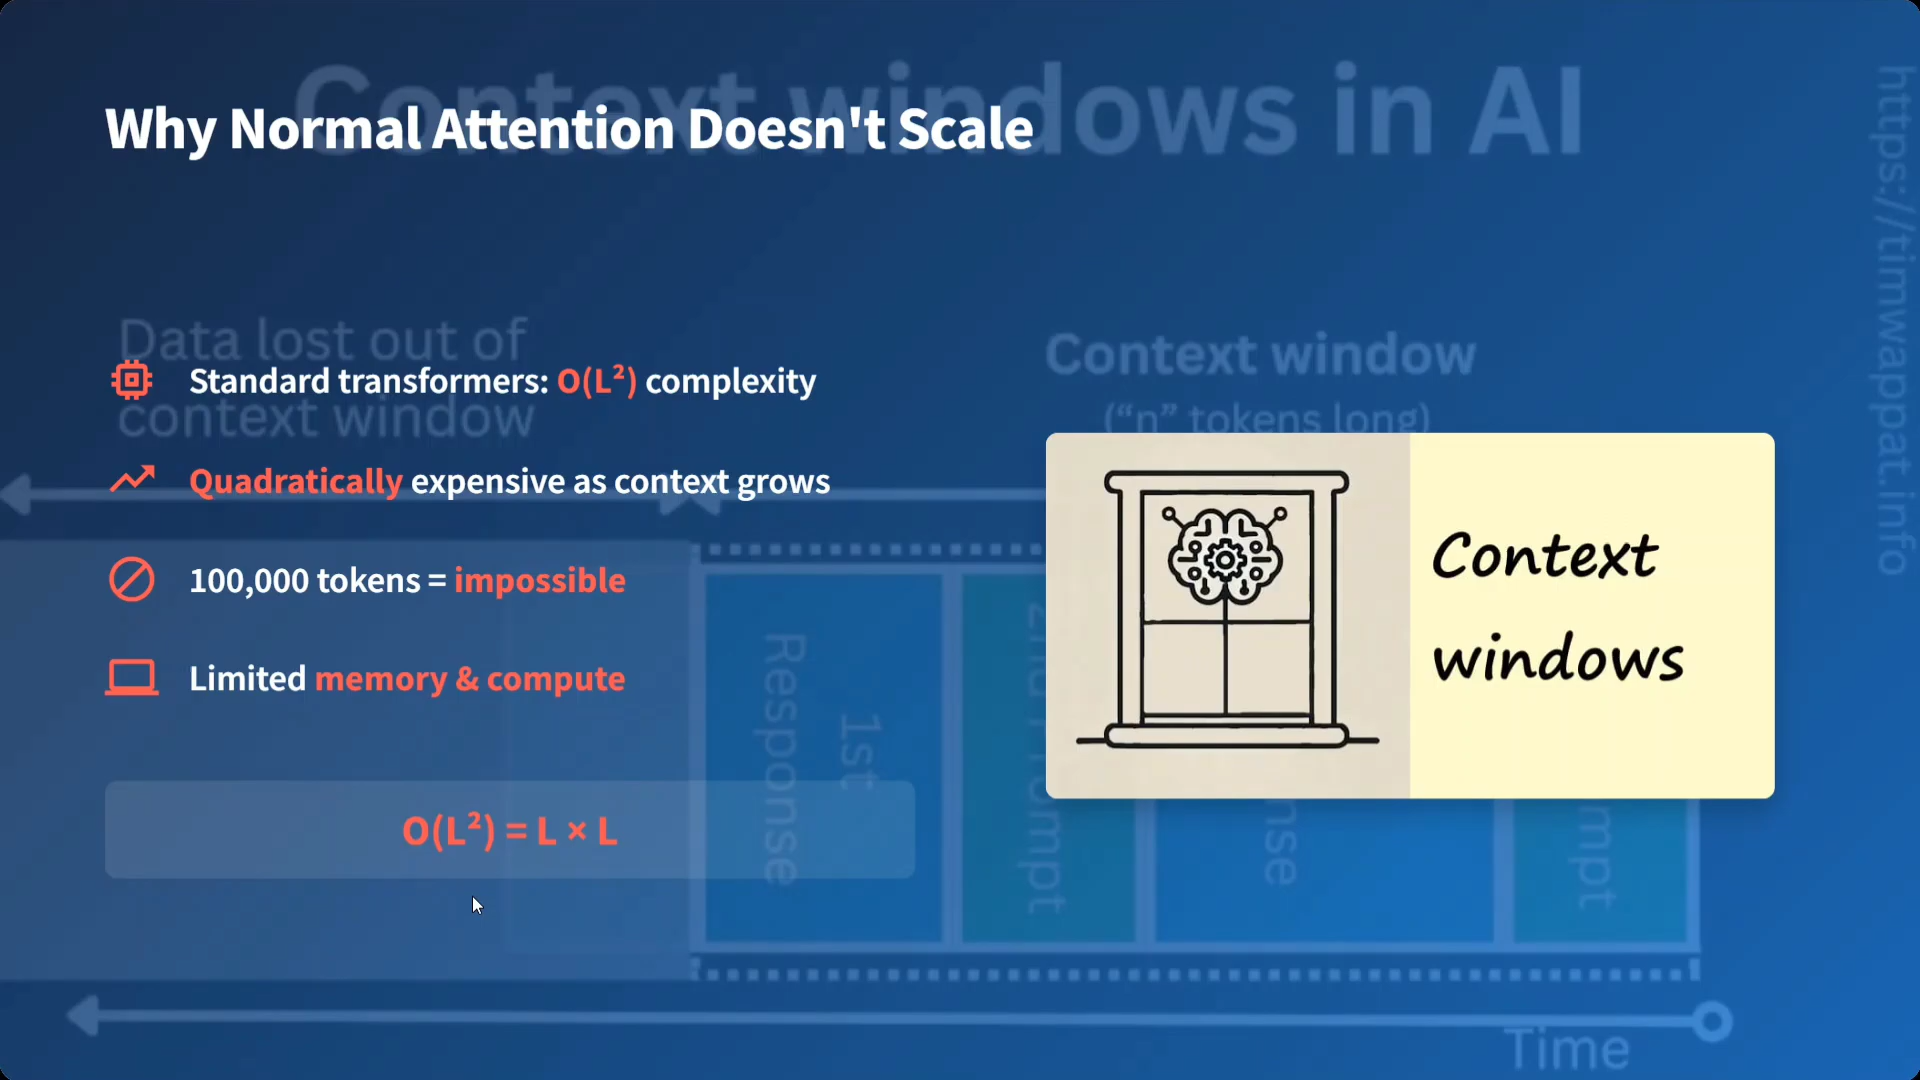 Context windows in AI
Why Normal Attention Doesn't Scale
https://timwappat.info
Data lost out of
context window
Context window
("n" tokens long)
Standard transformers: O(L²) complexity
Quadratically expensive as context grows
100,000 tokens = impossible
Limited memory & compute
O(L²) = L × L
Context
windows
1st
Response
Time